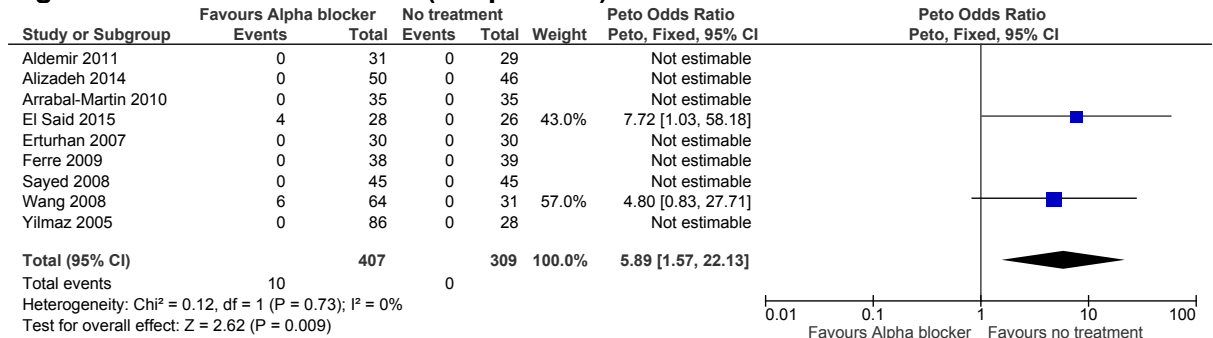 Favours Alpha blocker No treatment Peto Odds Ratio Peto Odds Ratio
Study or Subgroup Events Total Events Total Weight Peto, Fixed, 95% CI Peto, Fixed, 95% CI
Aldemir 2011 0 31 0 29 Not estimable
Alizadeh 2014 0 50 0 46 Not estimable
Arrabal-Martin 2010 0 35 0 35 Not estimable
El Said 2015 4 28 0 26 43.0% 7.72 [1.03, 58.18]
Erturhan 2007 0 30 0 30 Not estimable
Ferre 2009 0 38 0 39 Not estimable
Sayed 2008 0 45 0 45 Not estimable
Wang 2008 6 64 0 31 57.0% 4.80 [0.83, 27.71]
Yilmaz 2005 0 86 0 28 Not estimable
Total (95% CI) 407 309 100.0% 5.89 [1.57, 22.13]
Total events 10 0
Heterogeneity: Chi² = 0.12, df = 1 (P = 0.73); I² = 0%
Test for overall effect: Z = 2.62 (P = 0.009)
0.01 0.1 1 10 100
Favours Alpha blocker Favours no treatment